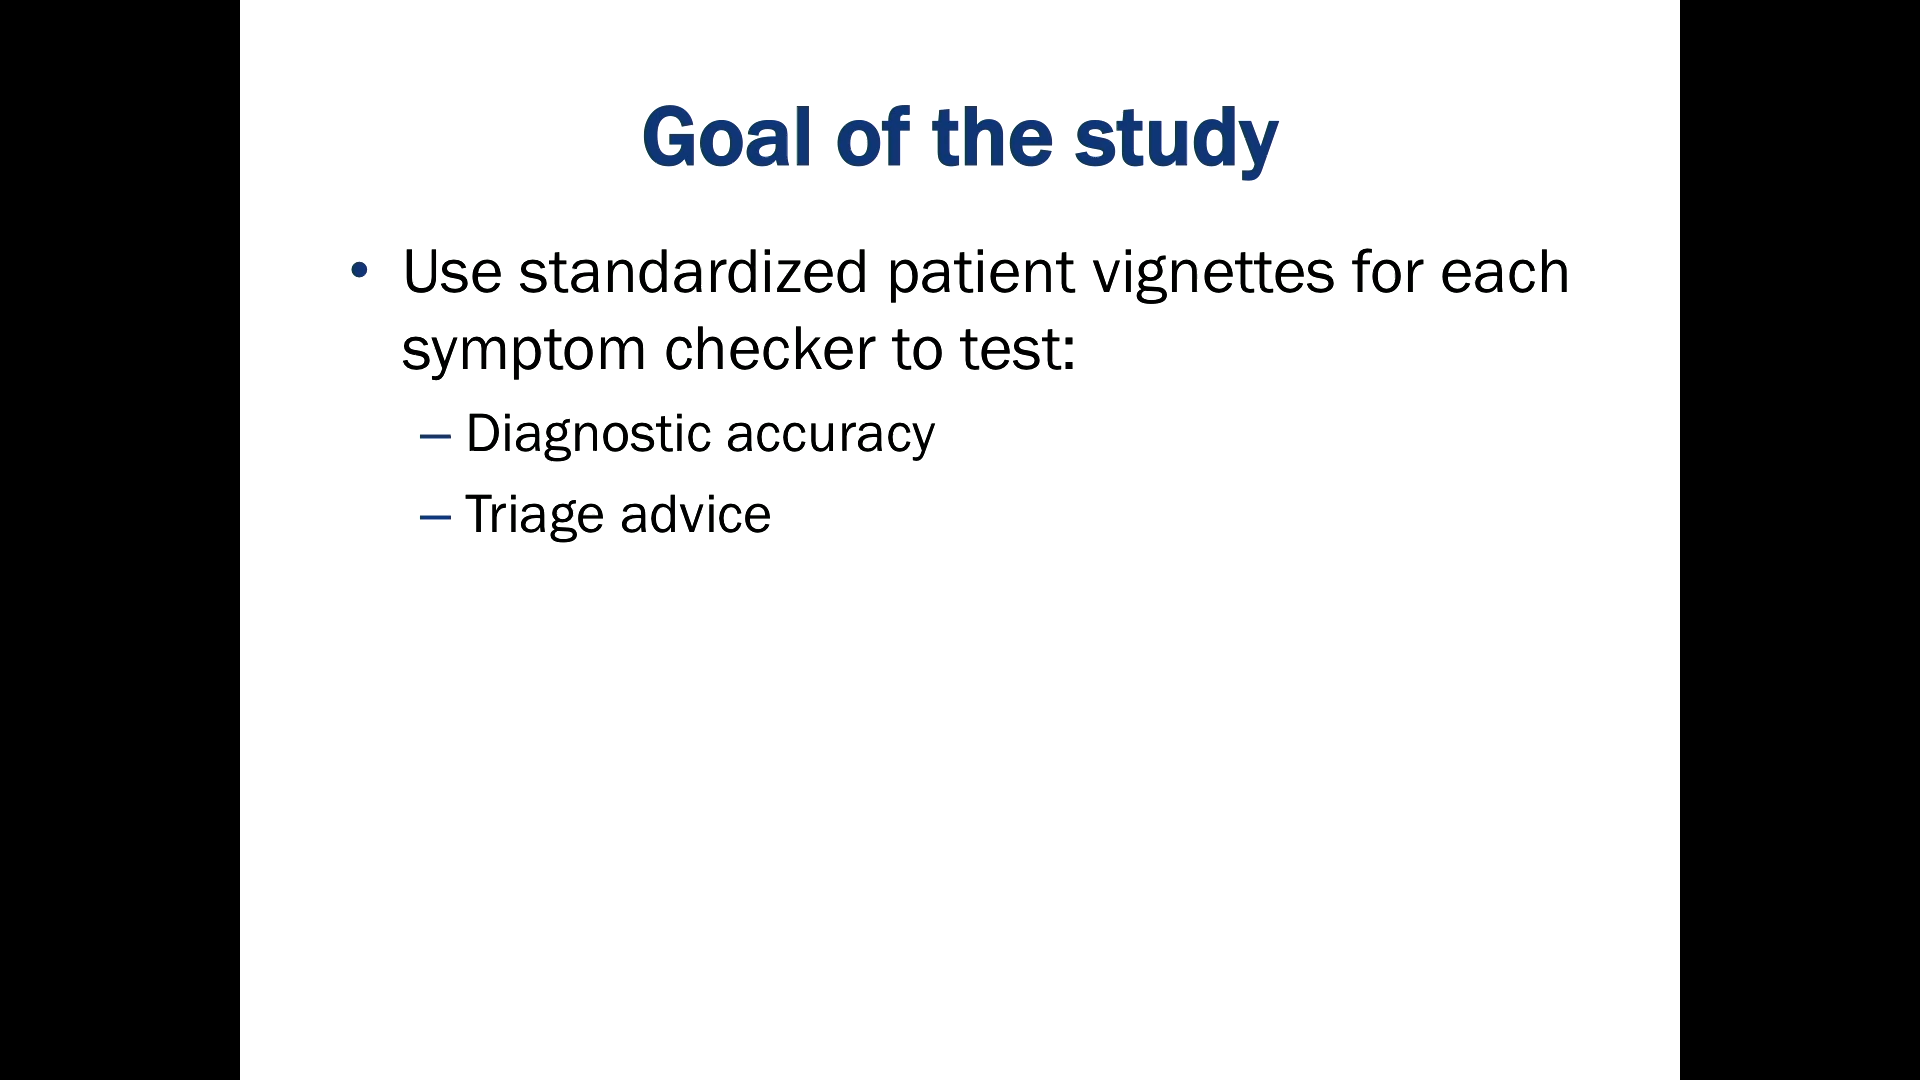 Goal of the study
• Use standardized patient vignettes for each
symptom checker to test:
– Diagnostic accuracy
– Triage advice